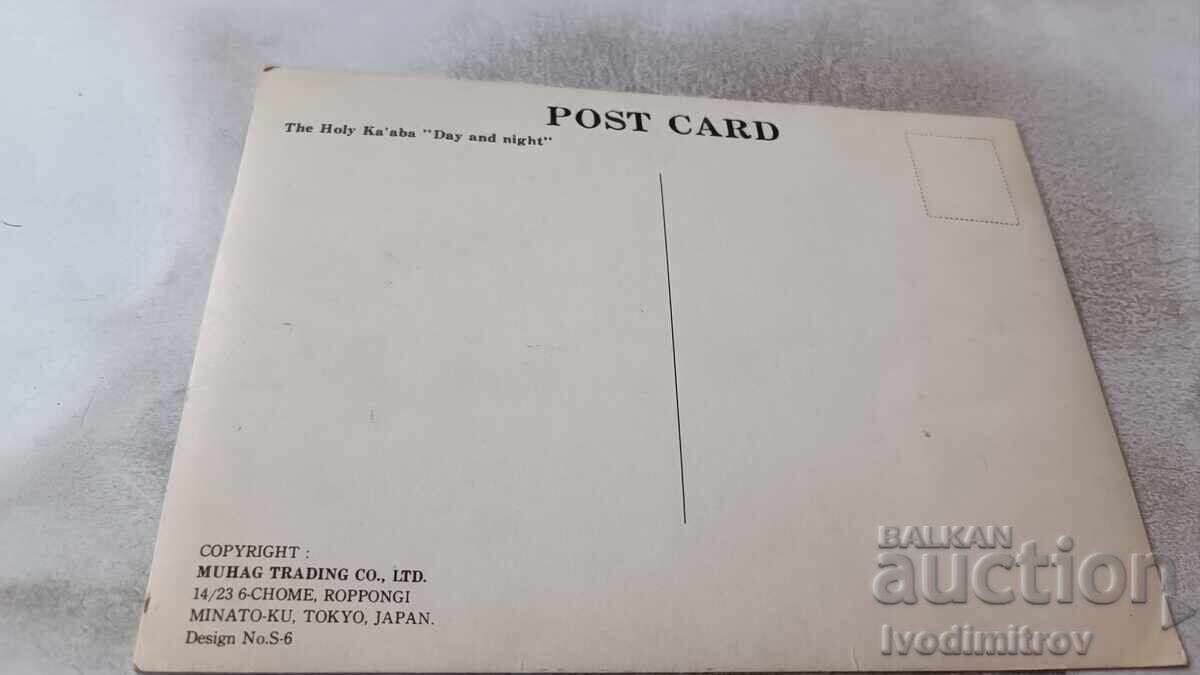 POST CARD
The Holy Ka'aba "Day and night"
COPYRIGHT :
MUHAG TRADING CO., LTD.
14/23 6-CHOME, ROPPONGI
MINATO-KU, TOKYO, JAPAN.
Design No.S-6
BALKAN
auction
Ivodimitrov